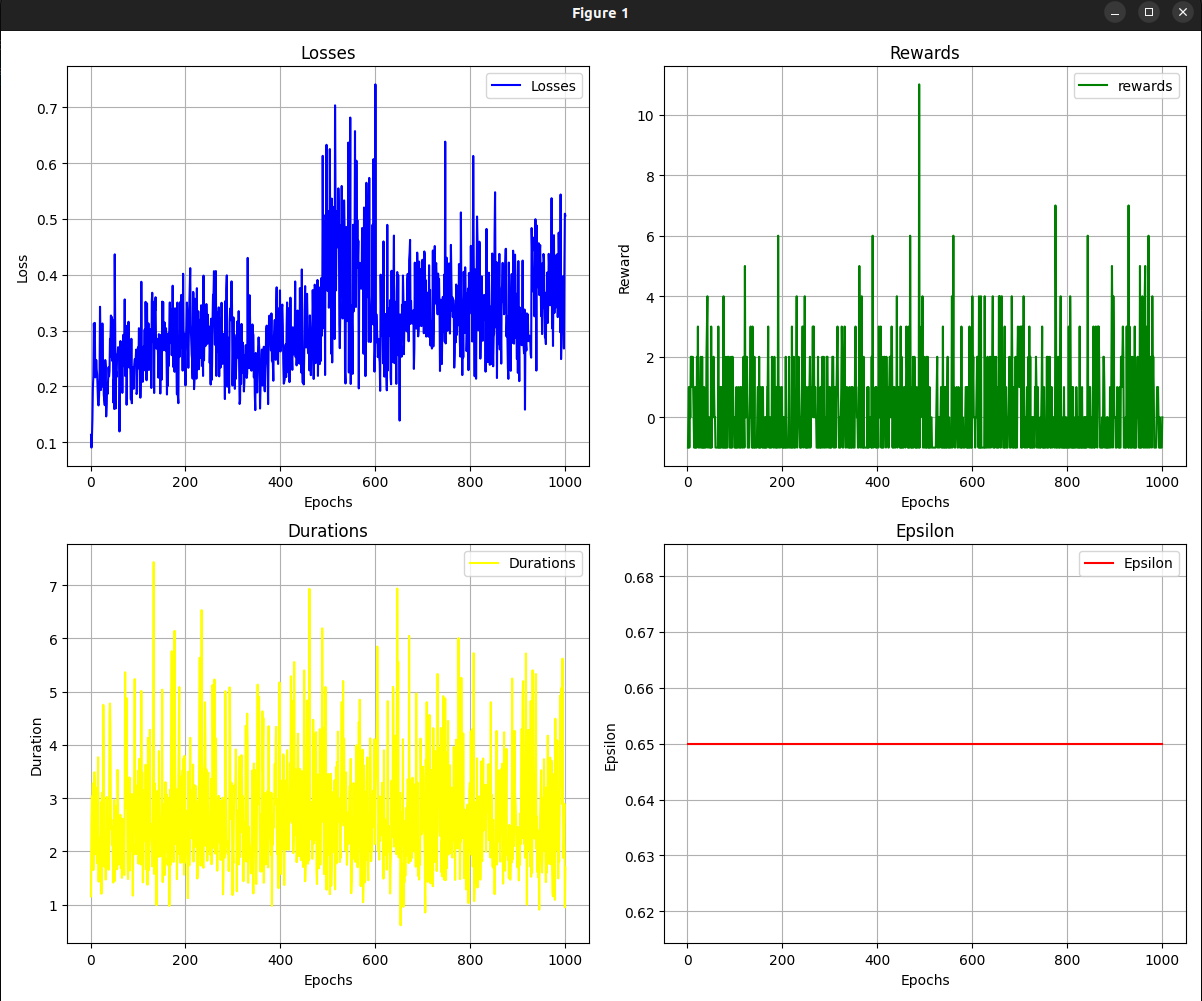 Figure 1
Losses
Losses
0.7
0.6
0.5
0.4
0.3
0.2
0.1
Loss
0 200 400 600 800 1000
Epochs
Rewards
rewards
10
8
6
4
2
0
Reward
0 200 400 600 800 1000
Epochs
Durations
Durations
7
6
5
4
3
2
1
Duration
0 200 400 600 800 1000
Epochs
Epsilon
Epsilon
0.68
0.67
0.66
0.65
0.64
0.63
0.62
Epsilon
0 200 400 600 800 1000
Epochs